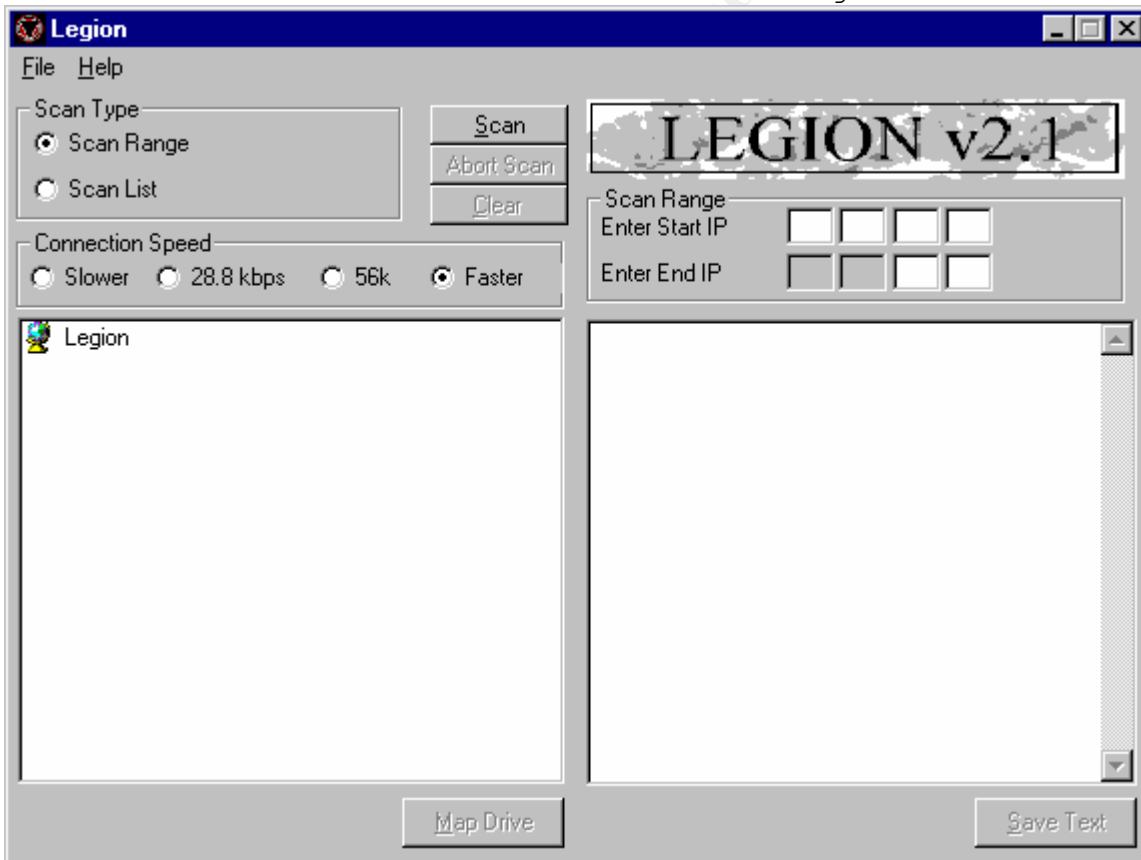 Legion
File Help
Scan Type
Scan Range
Scan List
Scan
Abort Scan
Clear
LEGION v2.1
Scan Range
Enter Start IP
Enter End IP
Connection Speed
Slower 28.8 kbps 56k Faster
Legion
Map Drive
Save Text